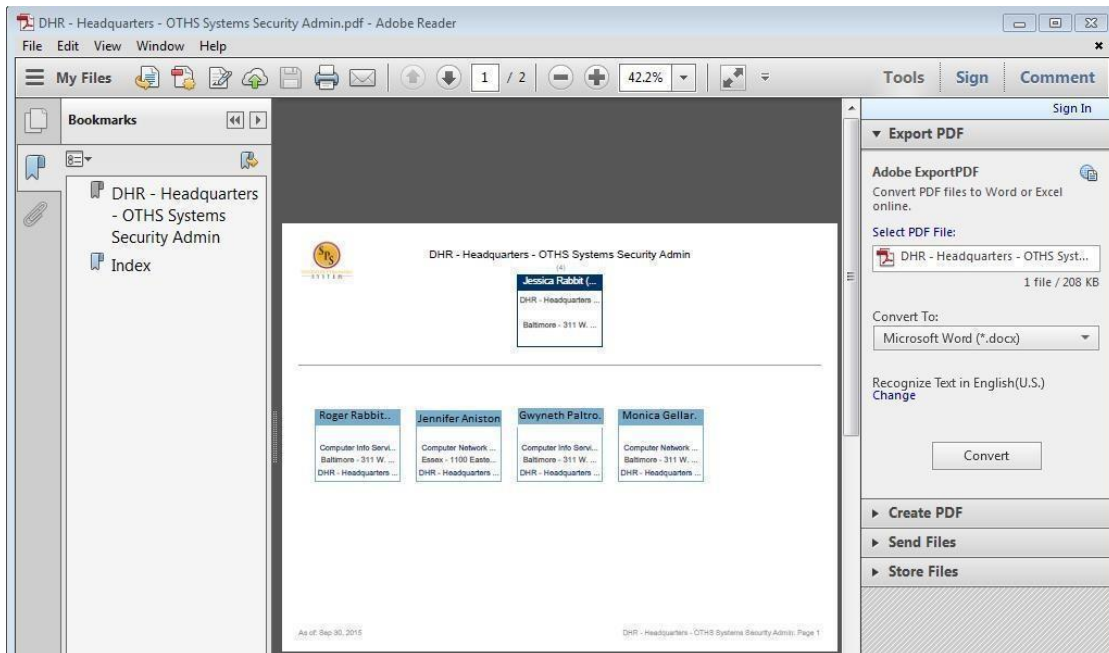 DHR - Headquarters - OTHS Systems Security Admin.pdf - Adobe Reader
File Edit View Window Help
My Files 1 / 2 42.2% Tools Sign Comment
Sign In
Bookmarks
DHR - Headquarters
- OTHS Systems
Security Admin
Index
SPS
SYSTEM
DHR - Headquarters - OTHS Systems Security Admin
(4)
Jessica Rabbit (...
DHR - Headquarters ...
Baltimore - 311 W. ...
Roger Rabbit..
Computer Info Servi...
Baltimore - 311 W. ...
DHR - Headquarters ...
Jennifer Aniston
Computer Network ...
Essex - 1100 Easte...
DHR - Headquarters ...
Gwyneth Paltro.
Computer Info Servi...
Baltimore - 311 W. ...
DHR - Headquarters ...
Monica Gellar.
Computer Network ...
Baltimore - 311 W. ...
DHR - Headquarters ...
As of: Sep 30, 2015
DHR - Headquarters - OTHS Systems Security Admin: Page 1
Export PDF
Adobe ExportPDF
Convert PDF files to Word or Excel
online.
Select PDF File:
DHR - Headquarters - OTHS Syst...
1 file / 208 KB
Convert To:
Microsoft Word (*.docx)
Recognize Text in English(U.S.)
Change
Convert
Create PDF
Send Files
Store Files